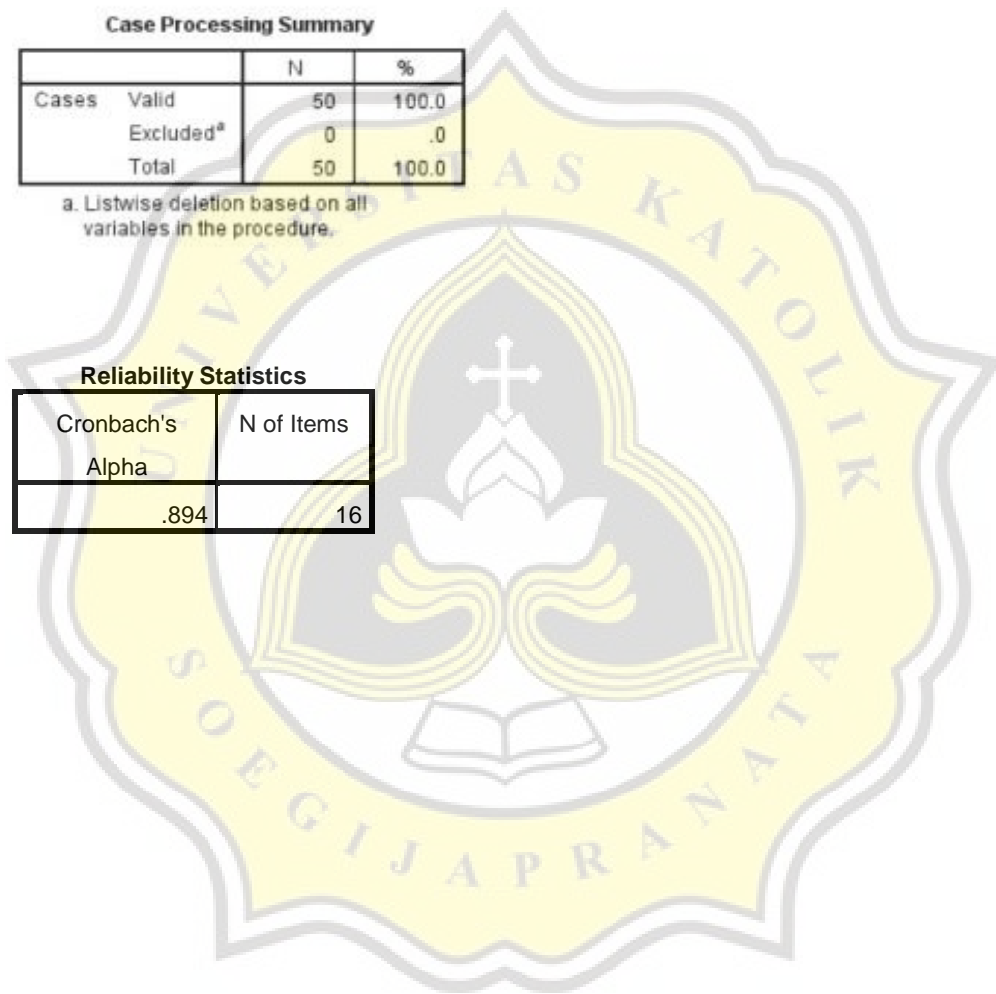 Case Processing Summary
N %
Cases Valid 50 100.0
Excludedᵃ 0 .0
Total 50 100.0
a. Listwise deletion based on all
variables in the procedure.
Reliability Statistics
Cronbach's Alpha N of Items
.894 16
UNIVERSITAS KATOLIK
SOEGIJAPRANATA